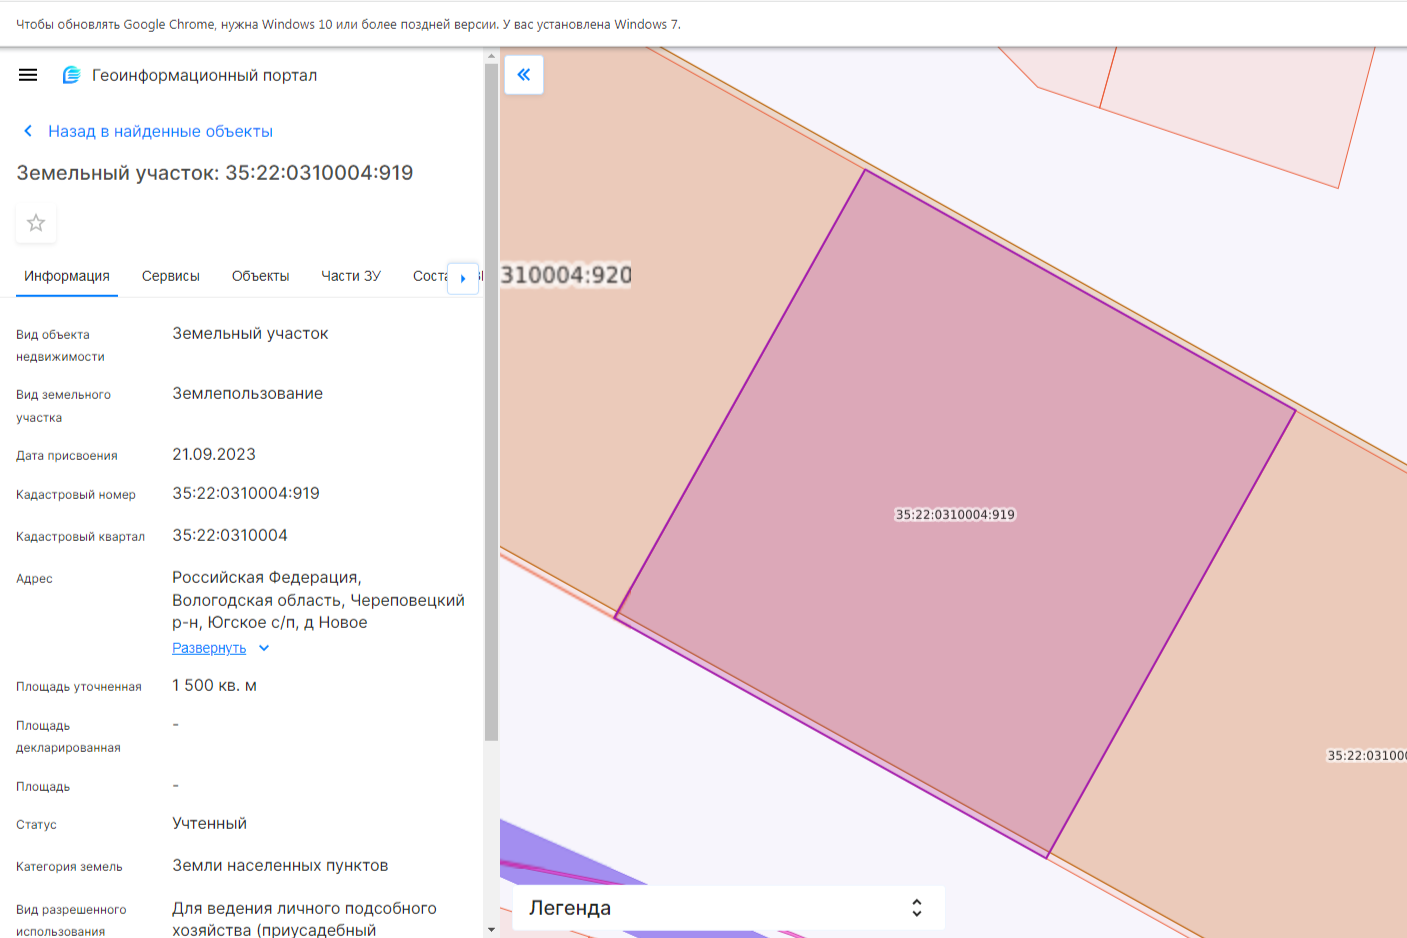 Чтобы обновлять Google Chrome, нужна Windows 10 или более поздней версии. У вас установлена Windows 7.
Геоинформационный портал
Назад в найденные объекты
Земельный участок: 35:22:0310004:919
Информация Сервисы Объекты Части ЗУ
Вид объекта недвижимости
Земельный участок
Вид земельного участка
Землепользование
Дата присвоения
21.09.2023
Кадастровый номер
35:22:0310004:919
Кадастровый квартал
35:22:0310004
Адрес
Российская Федерация,
Вологодская область, Череповецкий
р-н, Югское с/п, д Новое
Развернуть
Площадь уточненная
1 500 кв. м
Площадь декларированная
-
Площадь
-
Статус
Учтенный
Категория земель
Земли населенных пунктов
Вид разрешенного использования
Для ведения личного подсобного
хозяйства (приусадебный
310004:920
35:22:0310004:919
35:22:03100
Легенда